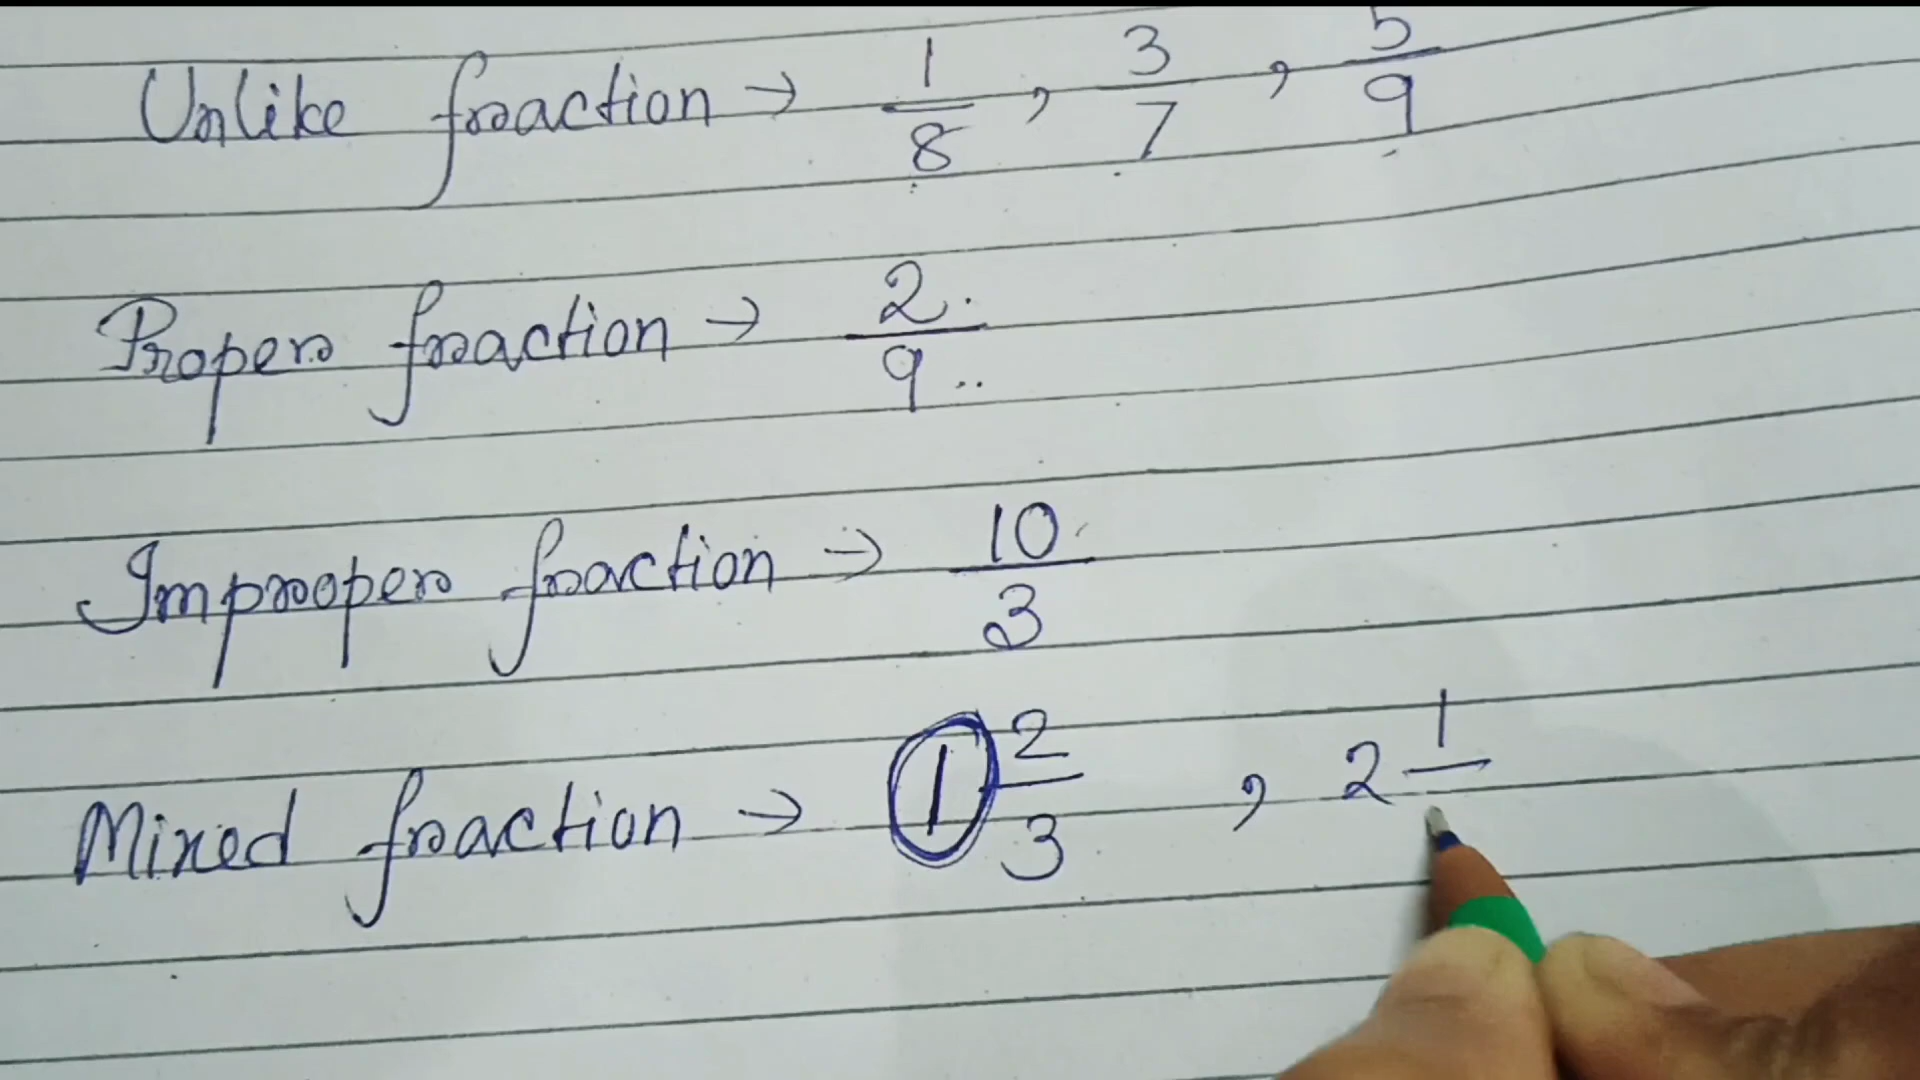 Unlike fraction → 1/8, 3/7, 5/9
Proper fraction → 2/9
Improper fraction → 10/3
Mixed fraction → 1 2/3, 2 1/